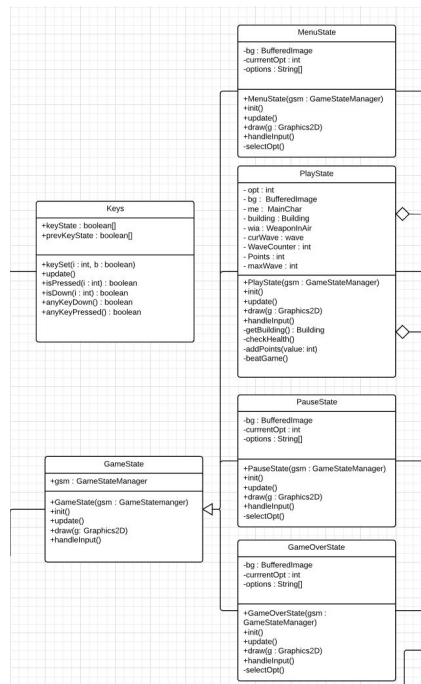 MenuState
-bg : BufferedImage
-currrentOpt : int
-options : String[]
+MenuState(gsm : GameStateManager)
+init()
+update()
+draw(g : Graphics2D)
+handleInput()
-selectOpt()
PlayState
- opt : int
- bg : BufferedImage
- me : MainChar
- building : Building
- wia : WeaponInAir
- curWave : wave
- WaveCounter : int
- Points : int
- maxWave : int
+PlayState(gsm : GameStateManager)
+init()
+update()
+draw(g : Graphics2D)
+handleInput()
-getBuilding() : Building
-checkHealth()
-addPoints(value: int)
-beatGame()
Keys
+keyState : boolean[]
+prevKeyState : boolean[]
+keySet(i : int, b : boolean)
+update()
+isPressed(i : int) : boolean
+isDown(i : int) : boolean
+anyKeyDown() : boolean
+anyKeyPressed() : boolean
PauseState
-bg : BufferedImage
-currrentOpt : int
-options : String[]
+PauseState(gsm : GameStateManager)
+init()
+update()
+draw(g : Graphics2D)
+handleInput()
-selectOpt()
GameState
+gsm : GameStateManager
+GameState(gsm : GameStatemanger)
+init()
+update()
+draw(g: Graphics2D)
+handleInput()
GameOverState
-bg : BufferedImage
-currrentOpt : int
-options : String[]
+GameOverState(gsm :
GameStateManager)
+init()
+update()
+draw(g : Graphics2D)
+handleInput()
-selectOpt()